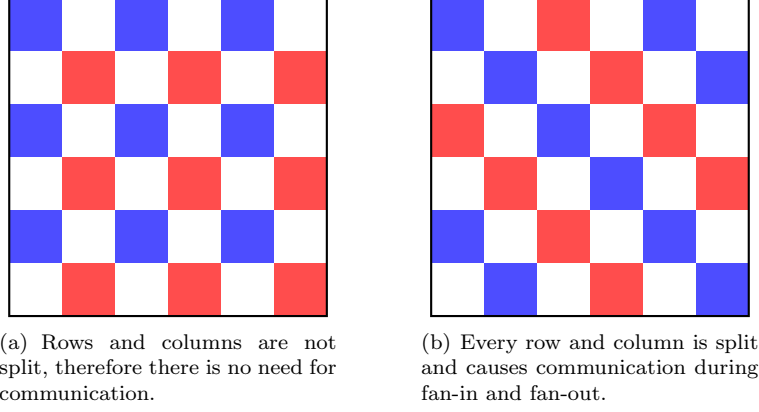 (a) Rows and columns are not
split, therefore there is no need for
communication.
(b) Every row and column is split
and causes communication during
fan-in and fan-out.